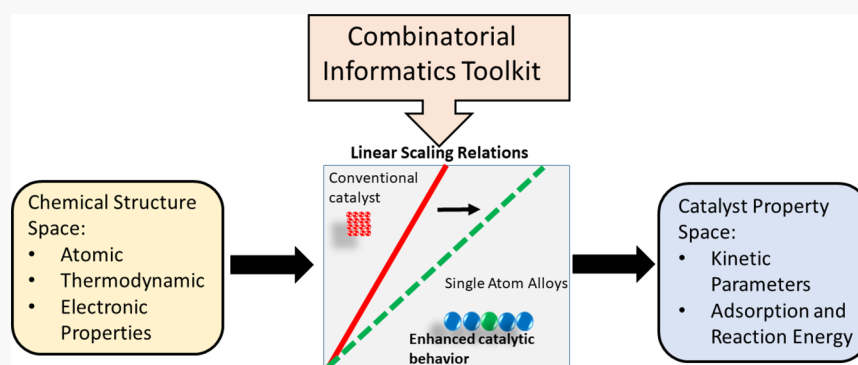 Combinatorial
Informatics Toolkit
Linear Scaling Relations
Chemical Structure
Space:
• Atomic
• Thermodynamic
• Electronic
Properties
Conventional
catalyst
Single Atom Alloys
Enhanced catalytic
behavior
Catalyst Property
Space:
• Kinetic
Parameters
• Adsorption and
Reaction Energy